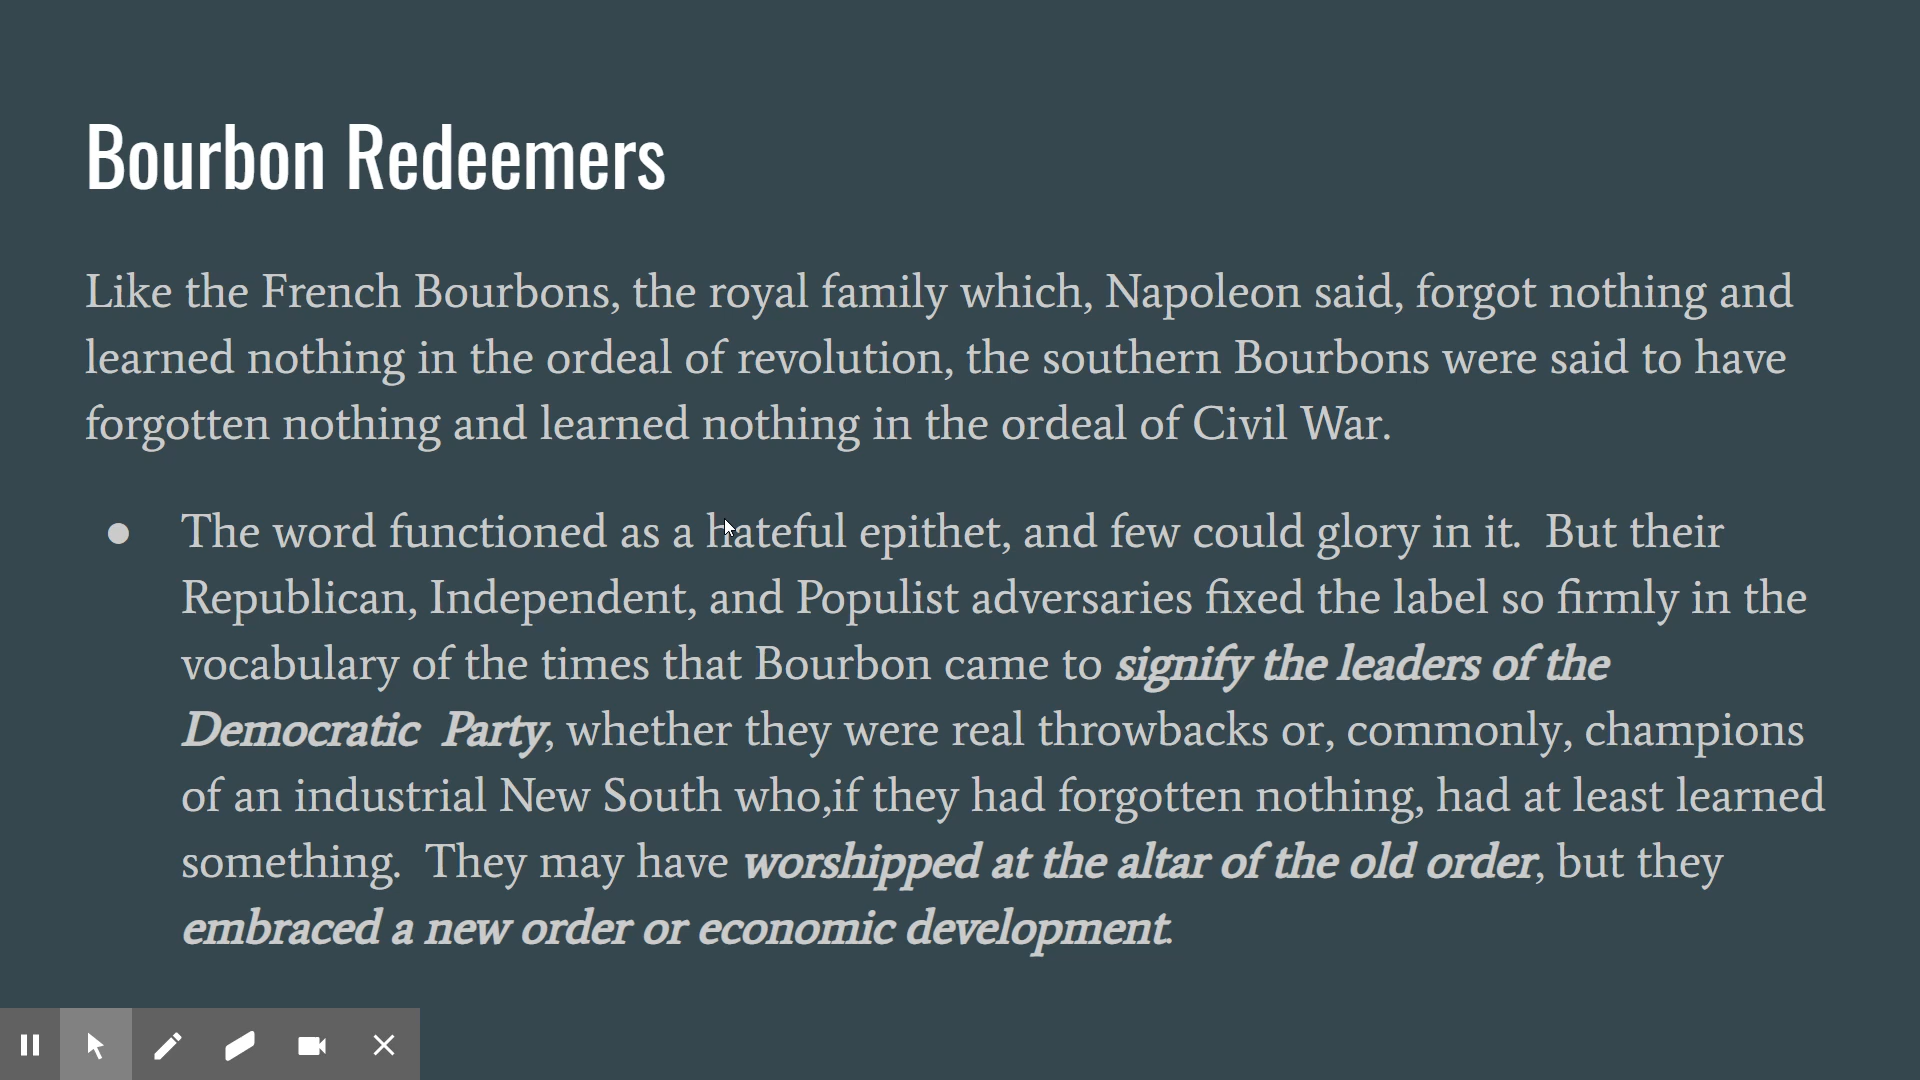 Bourbon Redeemers
Like the French Bourbons, the royal family which, Napoleon said, forgot nothing and
learned nothing in the ordeal of revolution, the southern Bourbons were said to have
forgotten nothing and learned nothing in the ordeal of Civil War.
● The word functioned as a hateful epithet, and few could glory in it.  But their
Republican, Independent, and Populist adversaries fixed the label so firmly in the
vocabulary of the times that Bourbon came to signify the leaders of the
Democratic  Party, whether they were real throwbacks or, commonly, champions
of an industrial New South who,if they had forgotten nothing, had at least learned
something.  They may have worshipped at the altar of the old order, but they
embraced a new order or economic development.